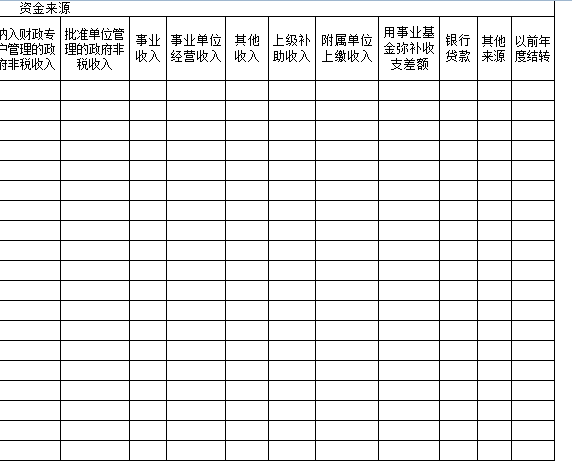 资金来源
纳入财政专
户管理的政
府非税收入
批准单位管
理的政府非
税收入
事业
收入
事业单位
经营收入
其他
收入
上级补
助收入
附属单位
上缴收入
用事业基
金弥补收
支差额
银行
贷款
其他
来源
以前年
度结转